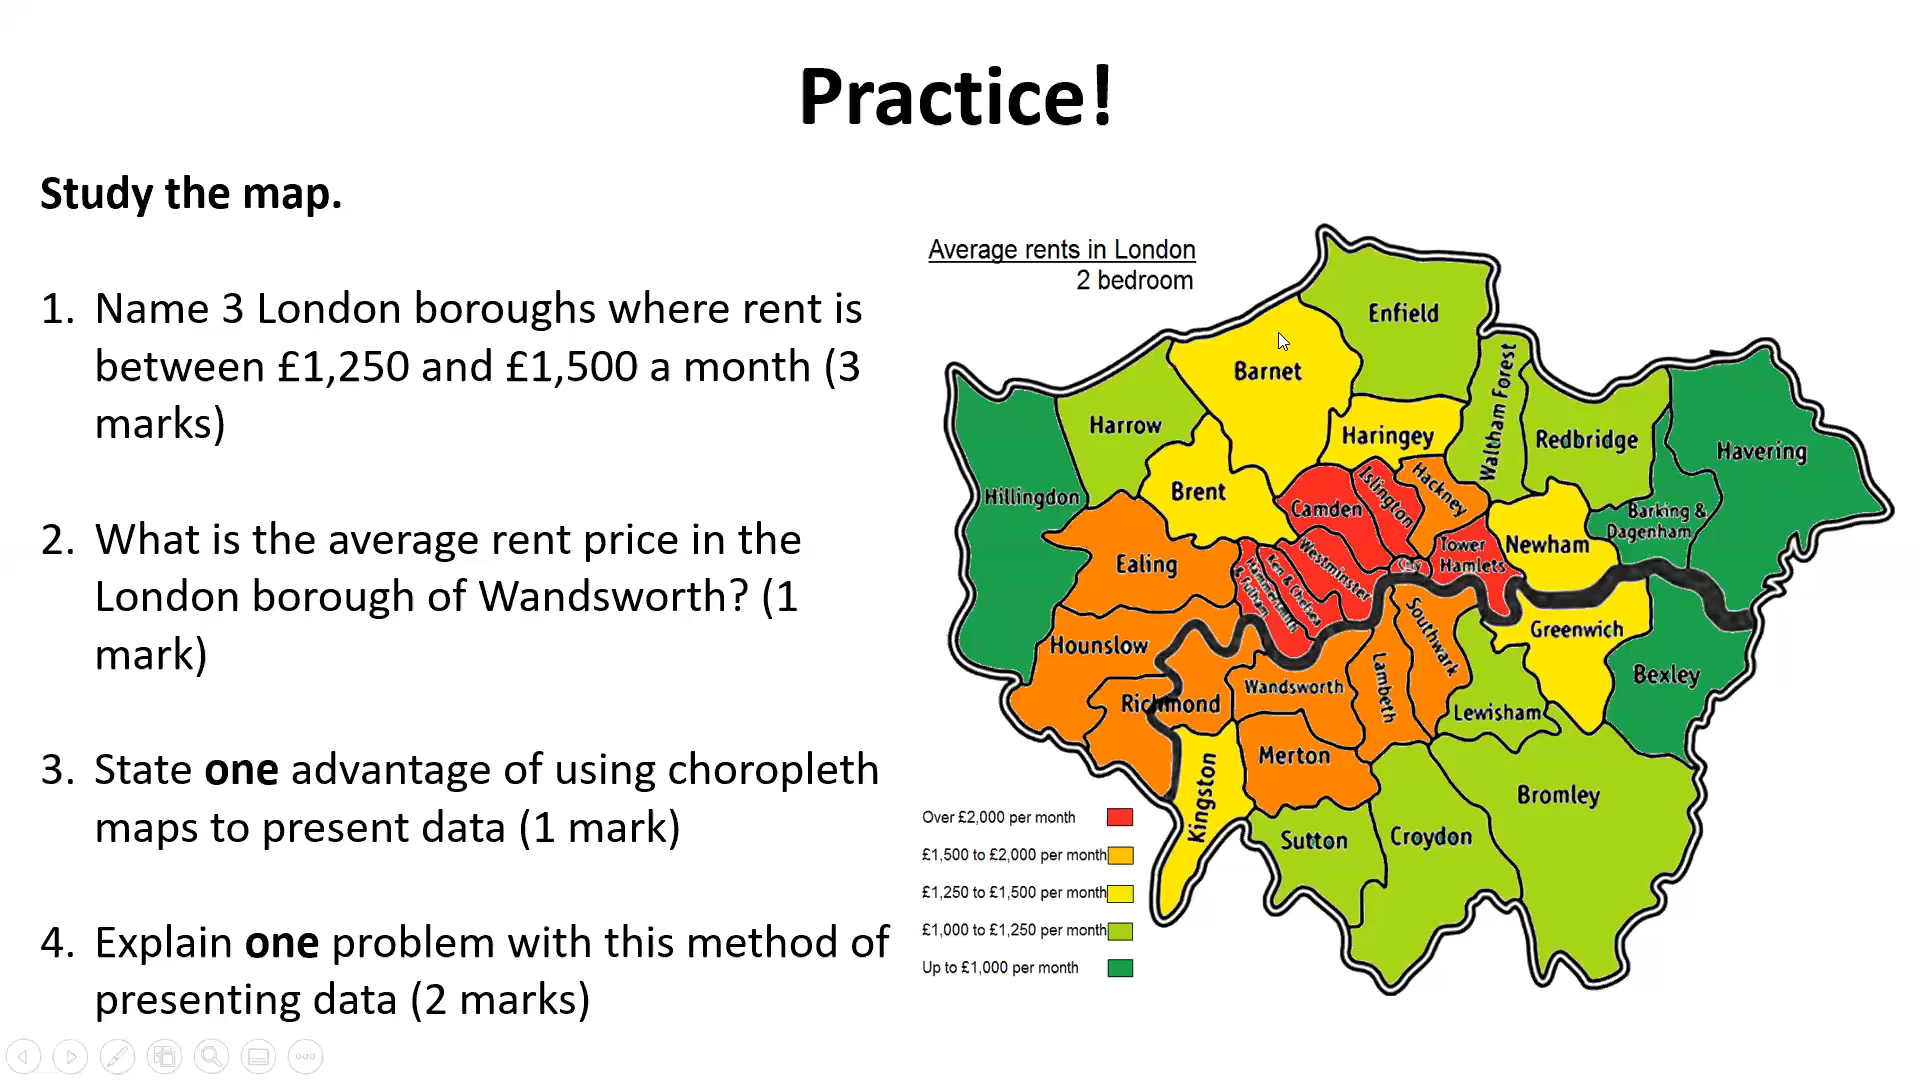 Practice!
Study the map.
1. Name 3 London boroughs where rent is
between £1,250 and £1,500 a month (3
marks)
2. What is the average rent price in the
London borough of Wandsworth? (1
mark)
3. State one advantage of using choropleth
maps to present data (1 mark)
4. Explain one problem with this method of
presenting data (2 marks)
Average rents in London
2 bedroom
Enfield
Barnet
Waltham Forest
Harrow
Haringey
Redbridge
Havering
Hillingdon
Brent
Camden
Islington
Hackney
Barking &
Dagenham
Ealing
Westminster
Ken & Chelsea
Hammersmith
& Fulham
City
Tower
Hamlets
Newham
Hounslow
Southwark
Greenwich
Richmond
Wandsworth
Lambeth
Lewisham
Bexley
Merton
Kingston
Bromley
Sutton
Croydon
Over £2,000 per month
£1,500 to £2,000 per month
£1,250 to £1,500 per month
£1,000 to £1,250 per month
Up to £1,000 per month